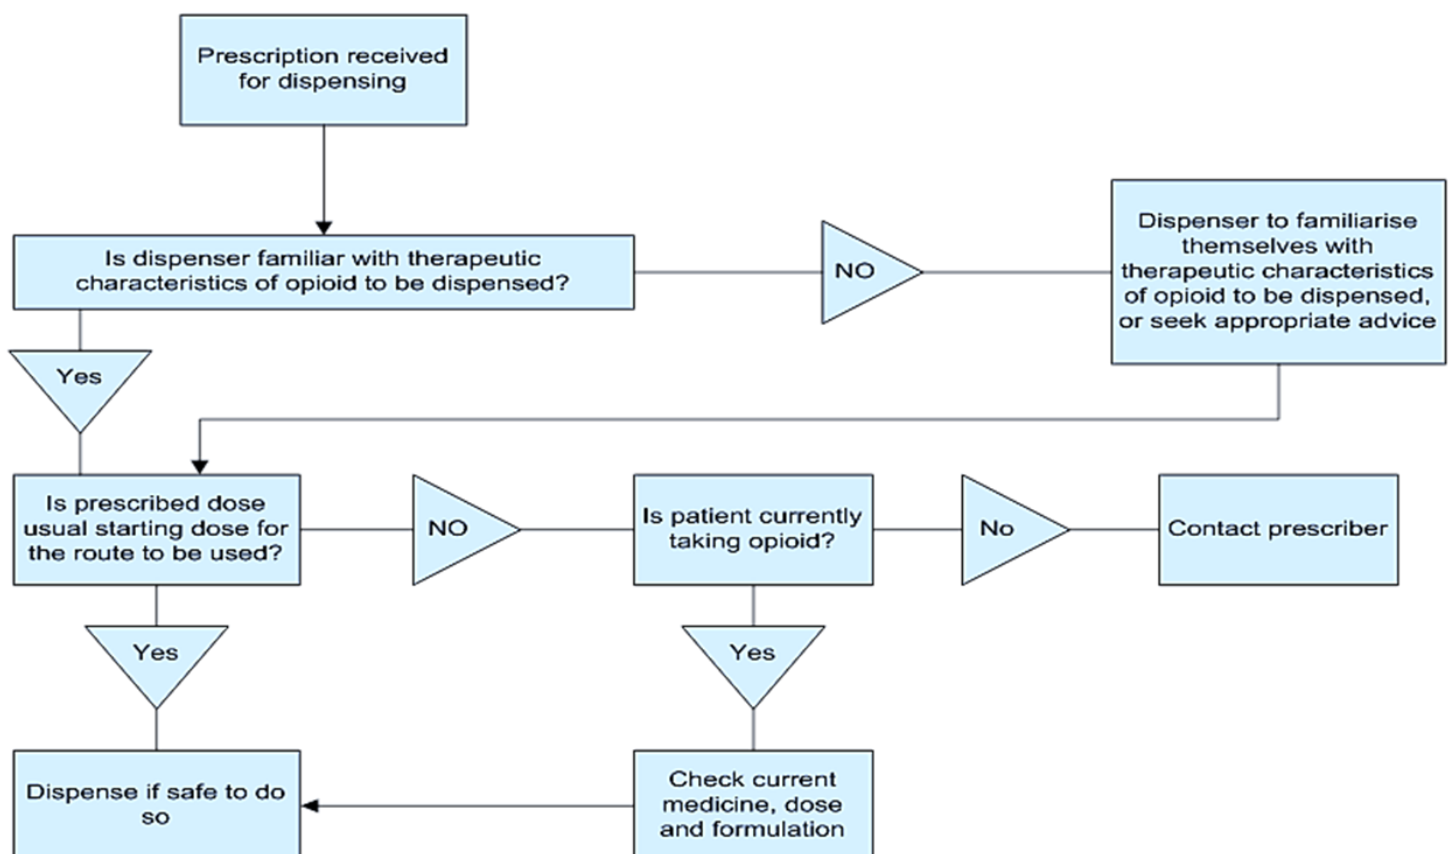 Prescription received
for dispensing
Is dispenser familiar with therapeutic
characteristics of opioid to be dispensed?
NO
Dispenser to familiarise
themselves with
therapeutic characteristics
of opioid to be dispensed,
or seek appropriate advice
Yes
Is prescribed dose
usual starting dose for
the route to be used?
NO
Is patient currently
taking opioid?
No
Contact prescriber
Yes
Yes
Dispense if safe to do
so
Check current
medicine, dose
and formulation